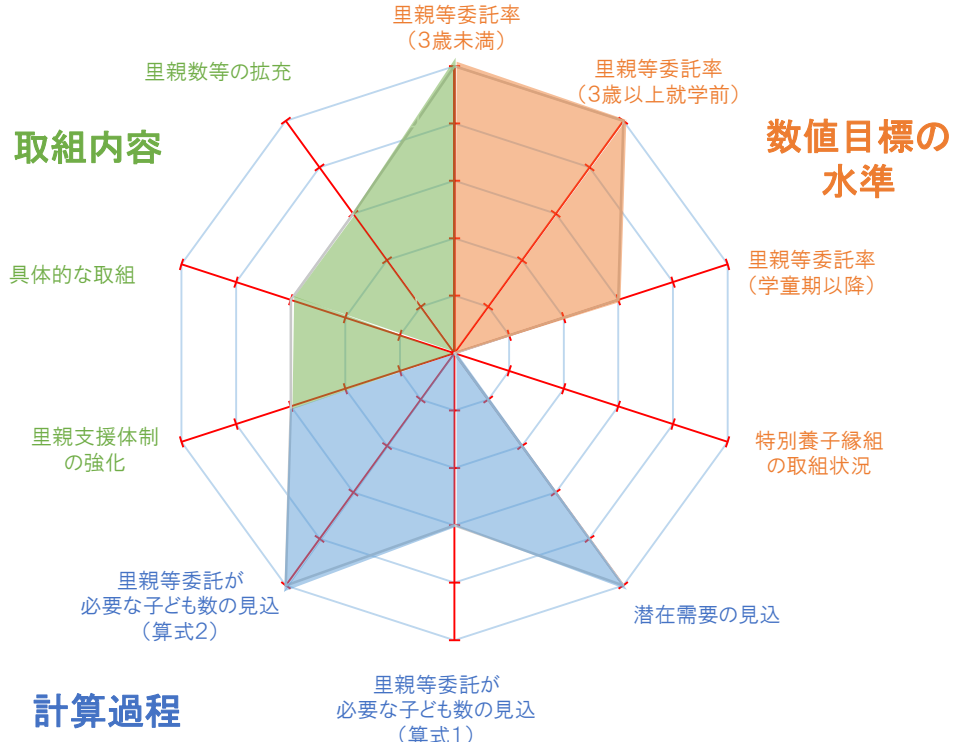 里親等委託率
（3歳未満）
里親等委託率
（3歳以上就学前）
数値目標の
水準
里親等委託率
（学童期以降）
特別養子縁組
の取組状況
潜在需要の見込
里親等委託が
必要な子ども数の見込
（算式1）
里親等委託が
必要な子ども数の見込
（算式2）
計算過程
里親支援体制
の強化
具体的な取組
取組内容
里親数等の拡充